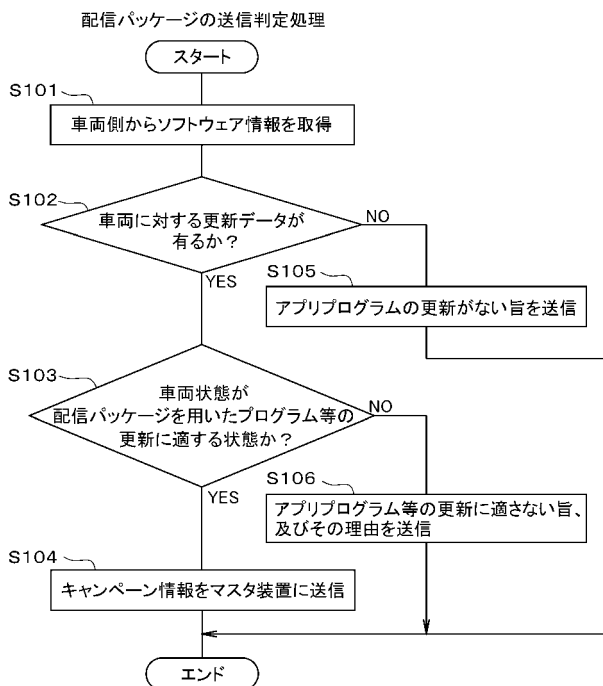 配信パッケージの送信判定処理
スタート
S101
車両側からソフトウェア情報を取得
S102
車両に対する更新データが
有るか？
NO
YES
S105
アプリプログラムの更新がない旨を送信
S103
車両状態が
配信パッケージを用いたプログラム等の
更新に適する状態か？
NO
YES
S106
アプリプログラム等の更新に適さない旨、
及びその理由を送信
S104
キャンペーン情報をマスタ装置に送信
エンド